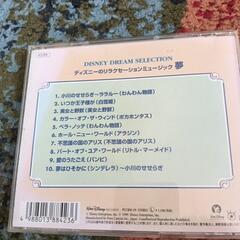 DISNEY DREAM SELECTION
ディズニーのリラクセーションミュージック 夢
1. 小川のせせらぎ〜ララルー（わんわん物語）
2. いつか王子様が（白雪姫）
3. 美女と野獣（美女と野獣）
4. カラー・オブ・ザ・ウィンド（ポカホンタス）
5. ベラ・ノッテ（わんわん物語）
6. ホール・ニュー・ワールド（アラジン）
7. 不思議の国のアリス（不思議の国のアリス）
8. パート・オブ・ユア・ワールド（リトル・マーメイド）
9. 愛のうたごえ（バンビ）
10. 夢はひそかに（シンデレラ）〜小川のせせらぎ
4 988013 884236